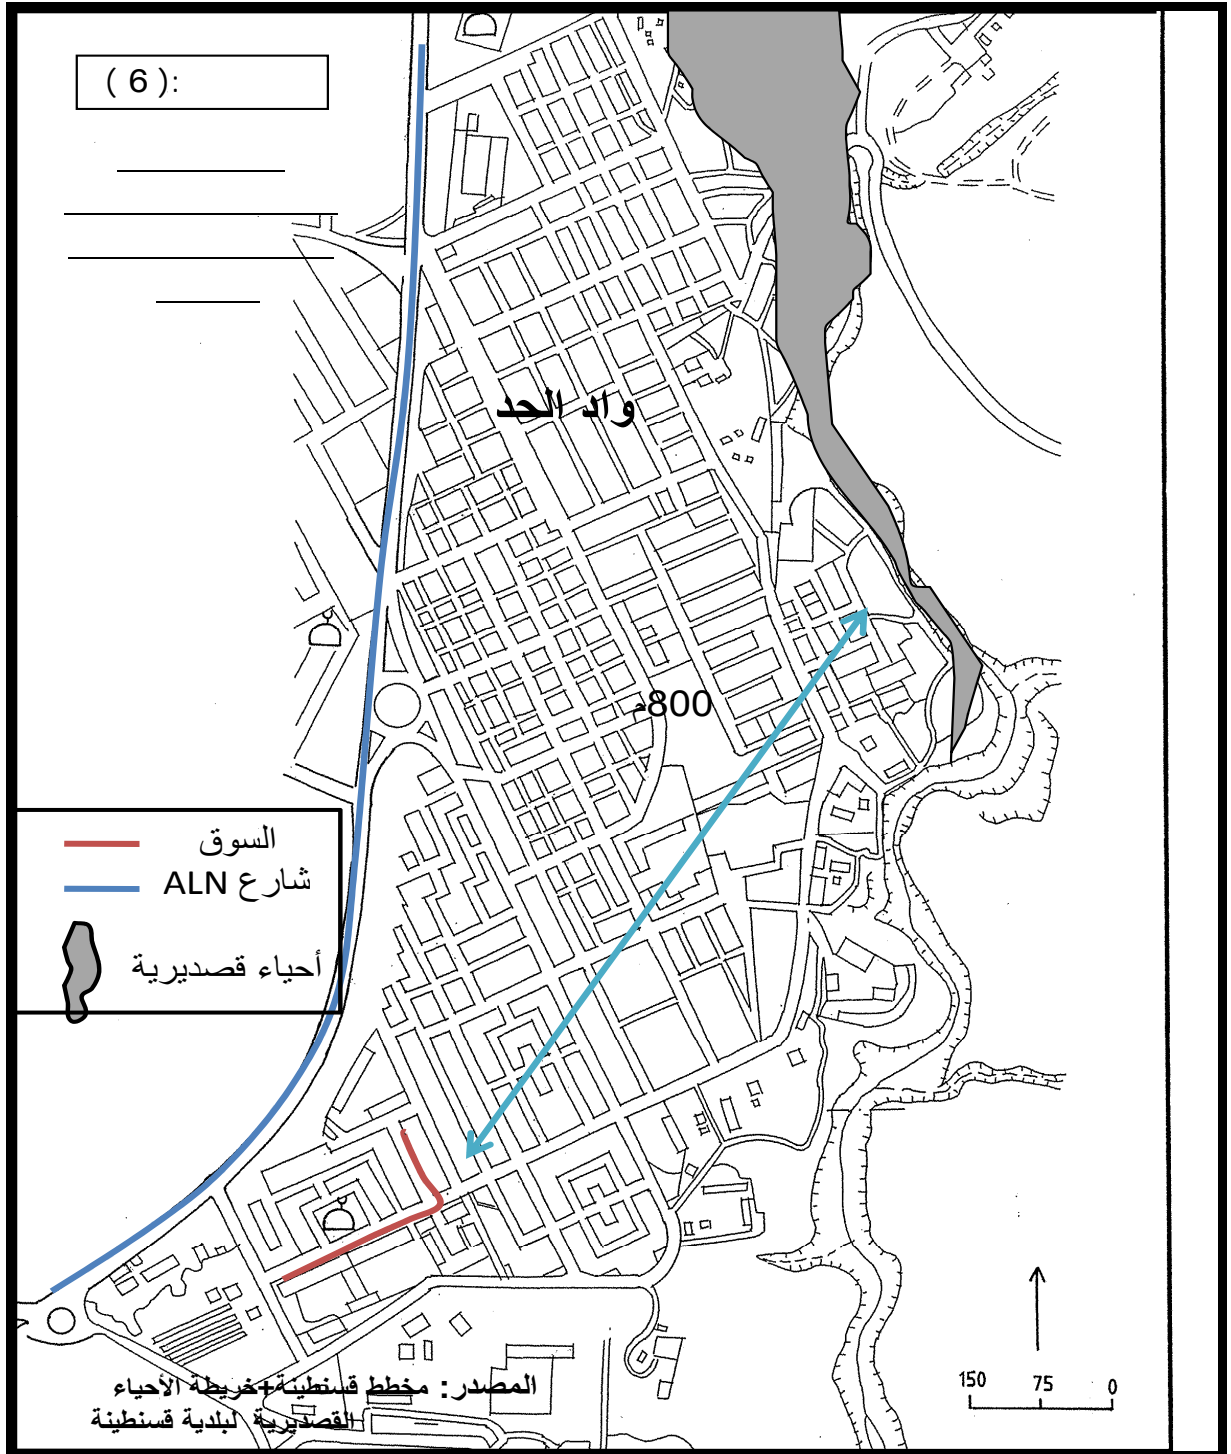 ( 6 ):
واد الحد
800م
السوق
شارع ALN
أحياء قصديرية
150 75 0
المصدر: مخطط قسنطينة+خريطة الأحياء
القصديرية لبلدية قسنطينة